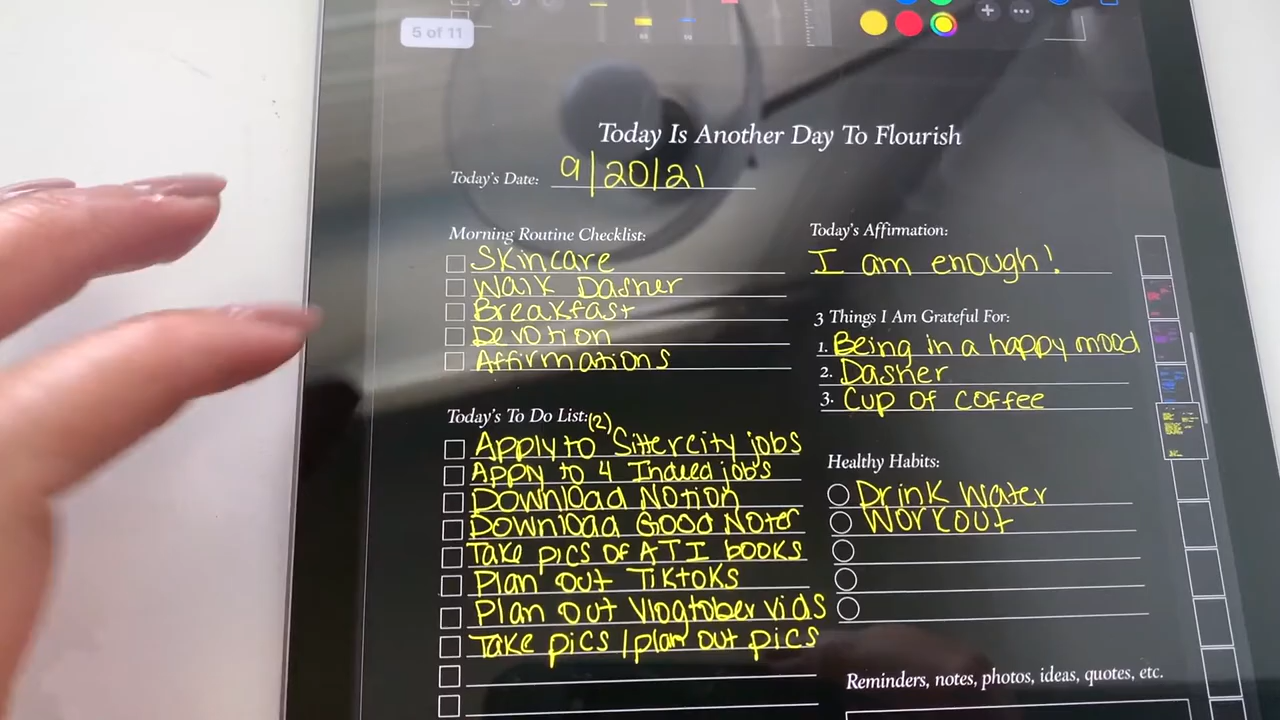 5 of 11
Today Is Another Day To Flourish
Today's Date: 9/20/21
Morning Routine Checklist:
Skincare
Walk Dasher
Breakfast
Devotion
Affirmations
Today's Affirmation:
I am enough!
3 Things I Am Grateful For:
1. Being in a happy mood
2. Dasher
3. Cup of coffee
Today's To Do List:
Apply to (2) Sittercity jobs
Apply to 4 Indeed jobs
Download Notion
Download Good Notes
Take pics of ATI books
Plan out Tiktoks
Plan out Vlogtober vids
Take pics / plan out pics
Healthy Habits:
Drink Water
Workout
Reminders, notes, photos, ideas, quotes, etc.